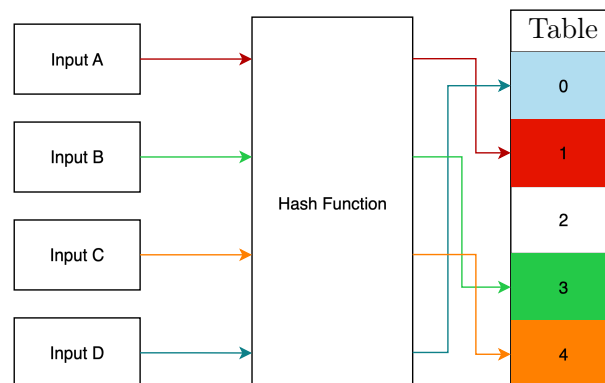 Input A
Input B
Input C
Input D
Hash Function
Table
0
1
2
3
4